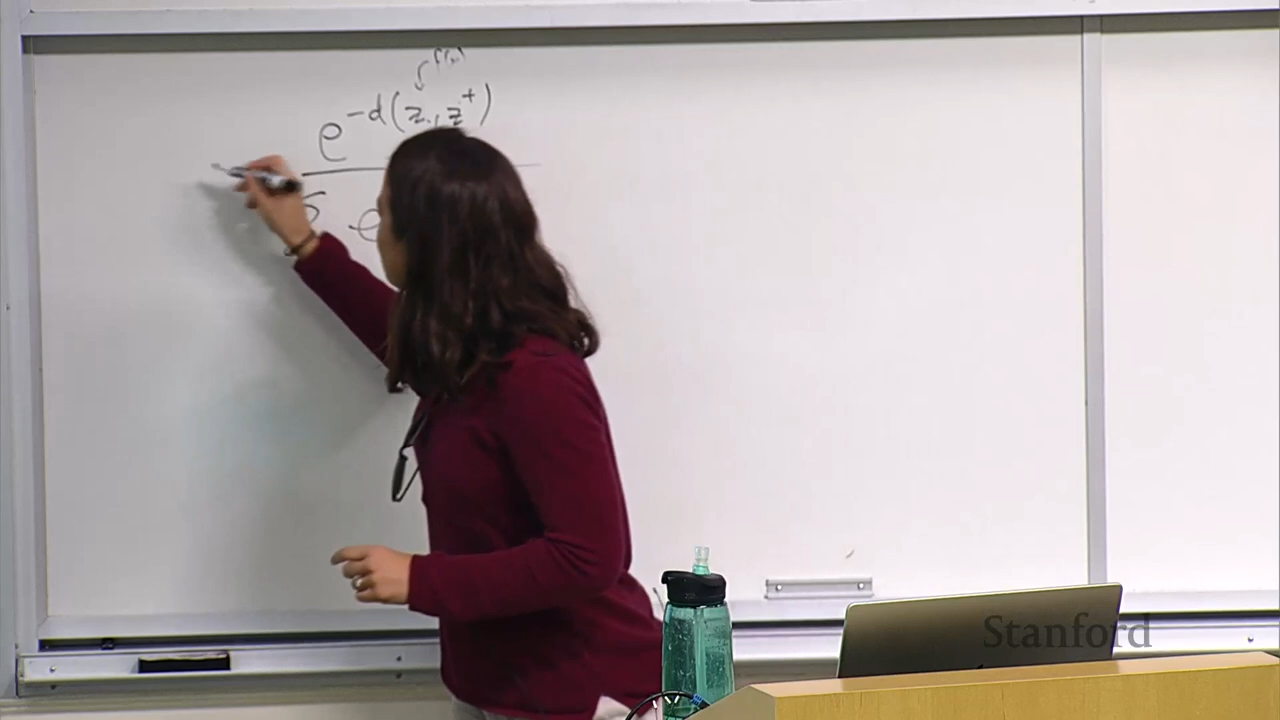 f(x)
e^{-d(z, z^+)}
Σ e
Stanford